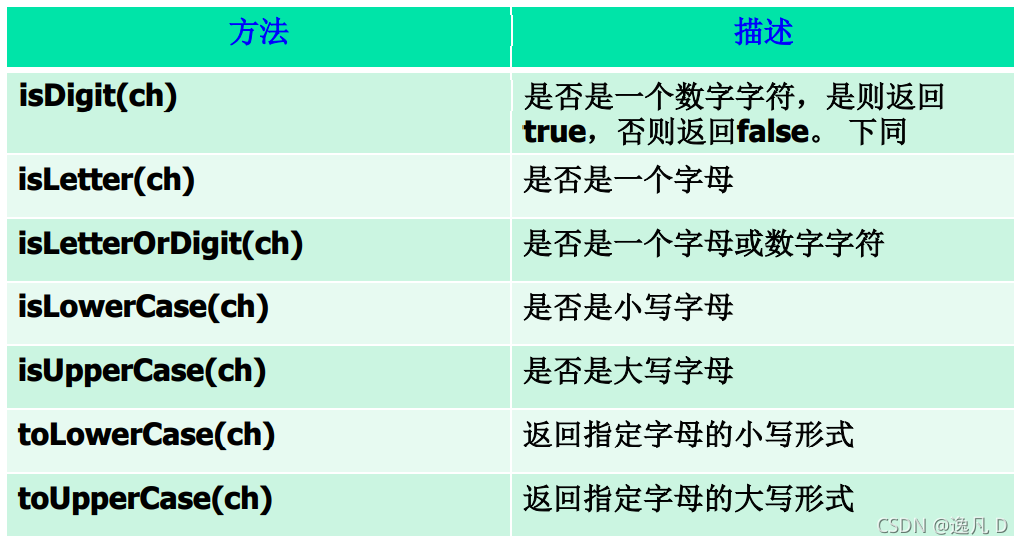 方法
描述
isDigit(ch)
是否是一个数字字符，是则返回
true，否则返回false。 下同
isLetter(ch)
是否是一个字母
isLetterOrDigit(ch)
是否是一个字母或数字字符
isLowerCase(ch)
是否是小写字母
isUpperCase(ch)
是否是大写字母
toLowerCase(ch)
返回指定字母的小写形式
toUpperCase(ch)
返回指定字母的大写形式
CSDN @逸凡 D